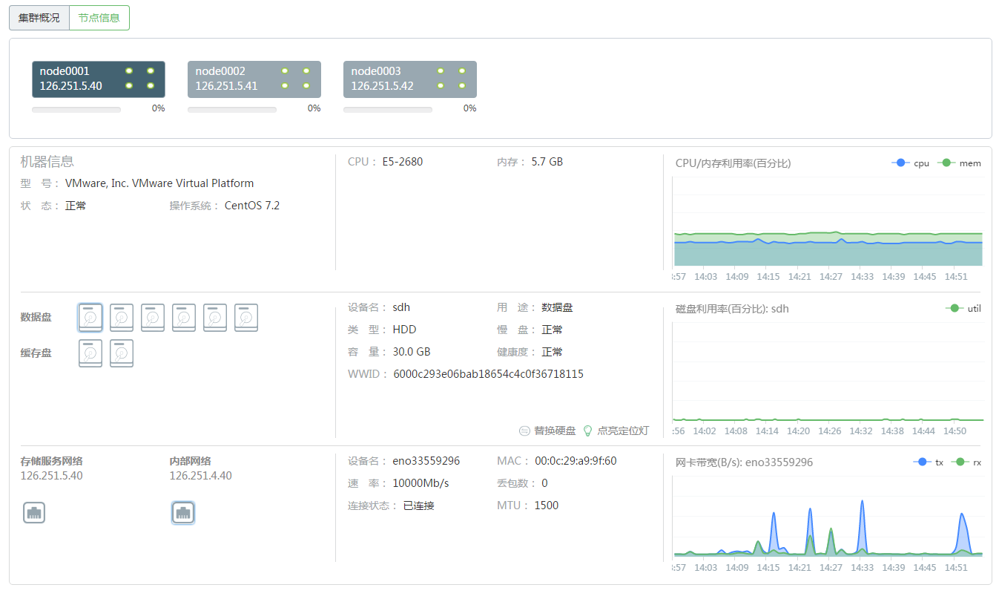 集群概况 节点信息
node0001
126.251.5.40
0%
node0002
126.251.5.41
0%
node0003
126.251.5.42
0%
机器信息
型 号： VMware, Inc. VMware Virtual Platform
状 态： 正常 操作系统： CentOS 7.2
CPU： E5-2680 内存： 5.7 GB
CPU/内存利用率(百分比) cpu mem
:57 14:03 14:09 14:15 14:21 14:27 14:33 14:39 14:45 14:51
数据盘
缓存盘
设备名： sdh 用 途： 数据盘
类 型： HDD 慢 盘： 正常
容 量： 30.0 GB 健康度： 正常
WWID： 6000c293e06bab18654c4c0f36718115
替换硬盘 点亮定位灯
磁盘利用率(百分比): sdh util
:56 14:02 14:08 14:14 14:20 14:26 14:32 14:38 14:44 14:50
存储服务网络 内部网络
126.251.5.40 126.251.4.40
设备名： eno33559296 MAC： 00:0c:29:a9:9f:60
速 率： 10000Mb/s 丢包数： 0
连接状态： 已连接 MTU： 1500
网卡带宽(B/s): eno33559296 tx rx
:57 14:03 14:09 14:15 14:21 14:27 14:33 14:39 14:45 14:51